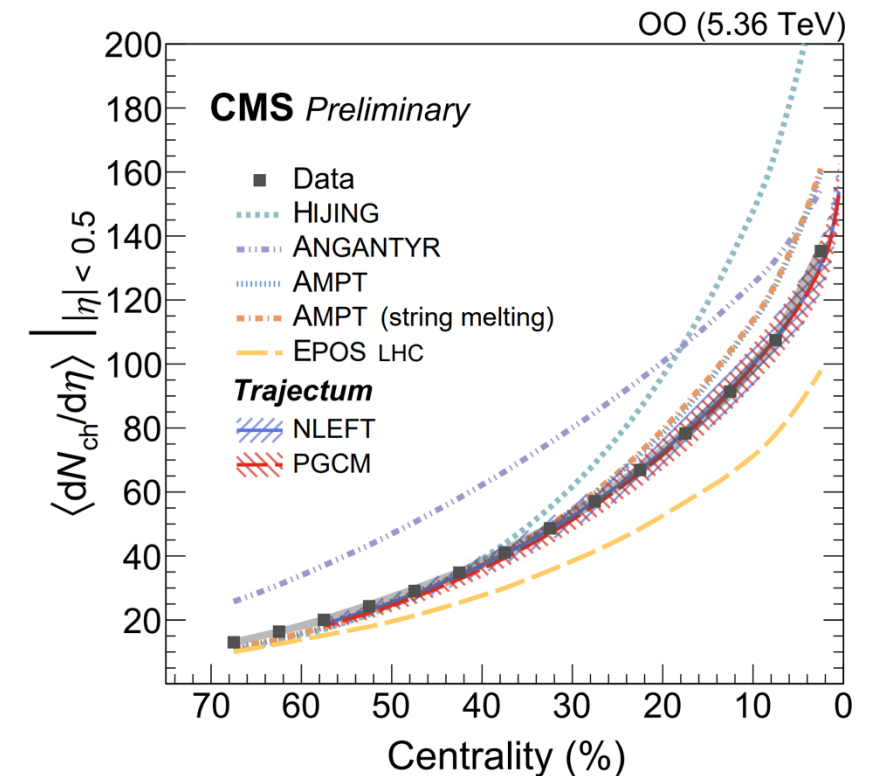 OO (5.36 TeV)
CMS Preliminary
Data
HIJING
ANGANTYR
AMPT
AMPT (string melting)
EPOS LHC
Trajectum
NLEFT
PGCM
⟨dN_ch/dη⟩ | |η| < 0.5
200
180
160
140
120
100
80
60
40
20
70 60 50 40 30 20 10 0
Centrality (%)